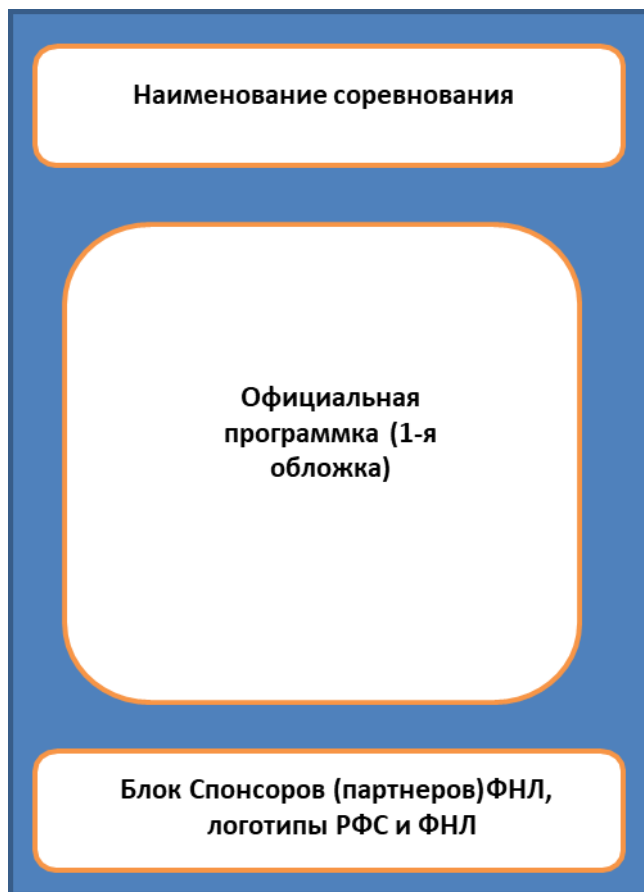 Наименование соревнования
Официальная
программка (1-я
обложка)
Блок Спонсоров (партнеров)ФНЛ,
логотипы РФС и ФНЛ